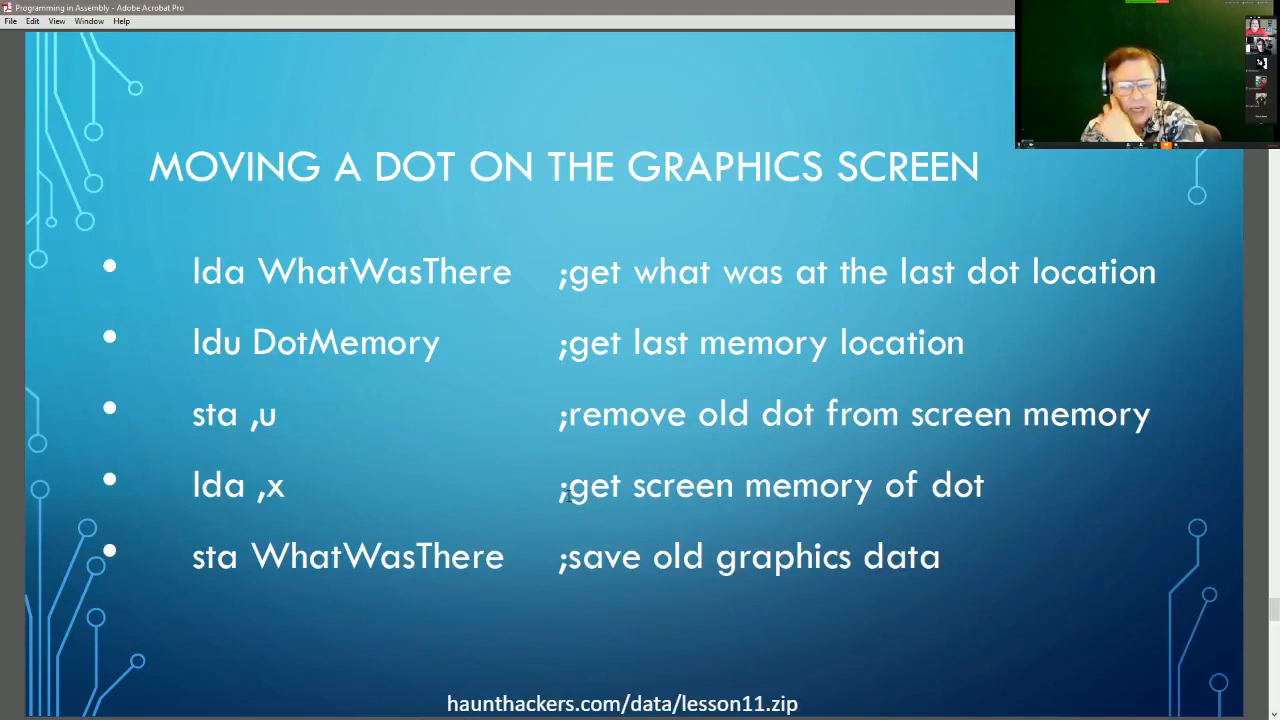 Programming in Assembly - Adobe Acrobat Pro
File Edit View Window Help
MOVING A DOT ON THE GRAPHICS SCREEN
• lda WhatWasThere ;get what was at the last dot location
• ldu DotMemory ;get last memory location
• sta ,u ;remove old dot from screen memory
• lda ,x ;get screen memory of dot
• sta WhatWasThere ;save old graphics data
haunthackers.com/data/lesson11.zip